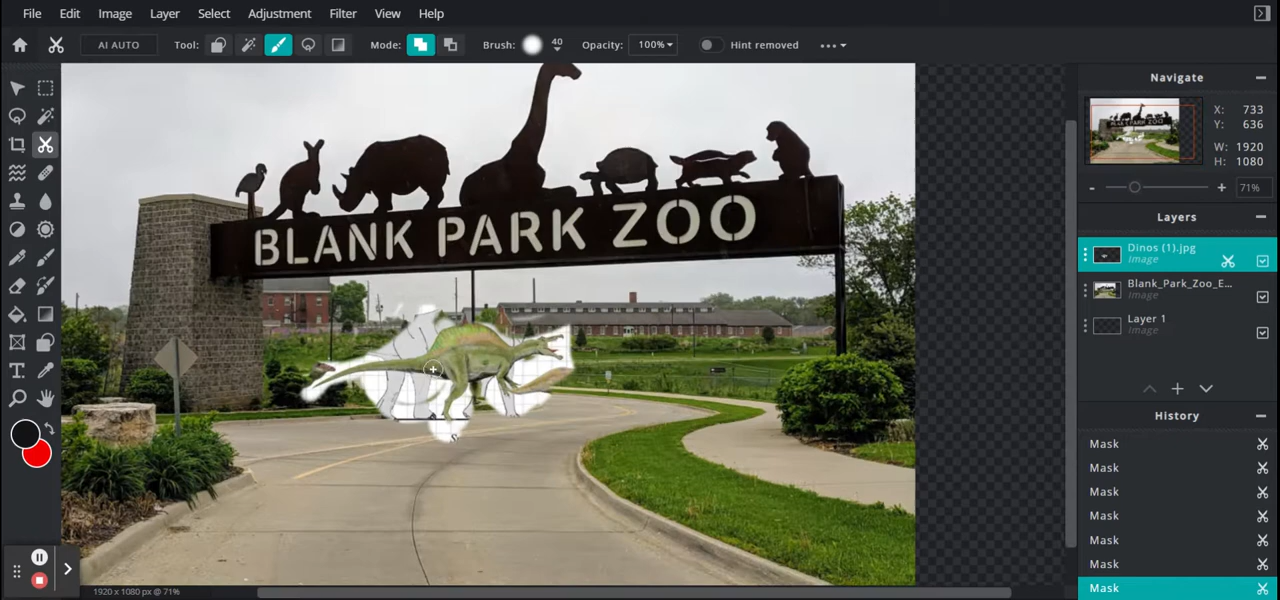 File Edit Image Layer Select Adjustment Filter View Help
AI AUTO Tool: Mode: Brush: 40 Opacity: 100% Hint removed
Navigate
X: 733
Y: 636
W: 1920
H: 1080
71%
Layers
Dinos (1).jpg
Image
Blank_Park_Zoo_E...
Image
Layer 1
Image
History
Mask
Mask
Mask
Mask
Mask
Mask
Mask
BLANK PARK ZOO
1920 x 1080 px @ 71%